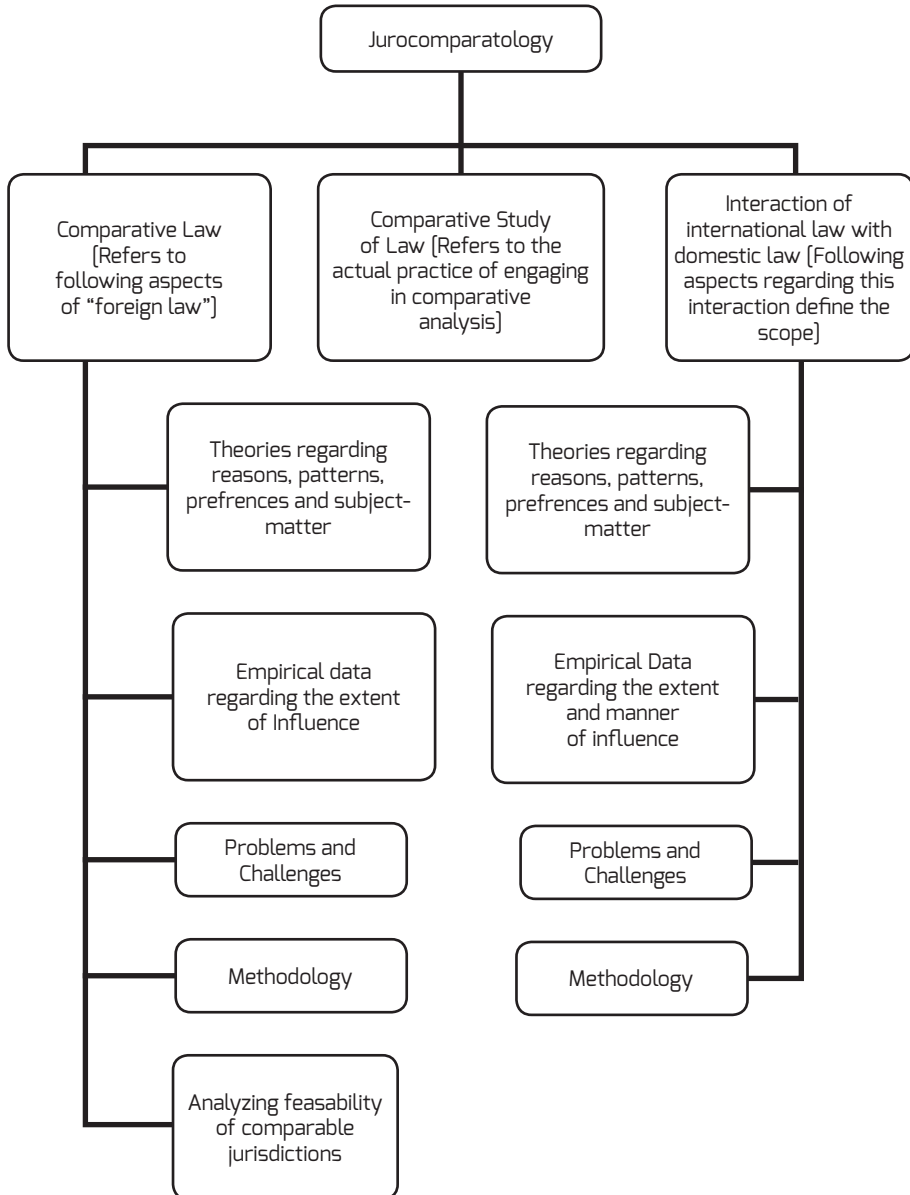 Jurocomparatology
Comparative Law
[Refers to
following aspects
of “foreign law”]
Comparative Study
of Law [Refers to the
actual practice of engaging
in comparative
analysis]
Interaction of
international law with
domestic law [Following
aspects regarding this
interaction define the
scope]
Theories regarding
reasons, patterns,
prefrences and subject-
matter
Empirical data
regarding the extent
of Influence
Problems and
Challenges
Methodology
Analyzing feasability
of comparable
jurisdictions
Theories regarding
reasons, patterns,
prefrences and subject-
matter
Empirical Data
regarding the extent
and manner
of influence
Problems and
Challenges
Methodology